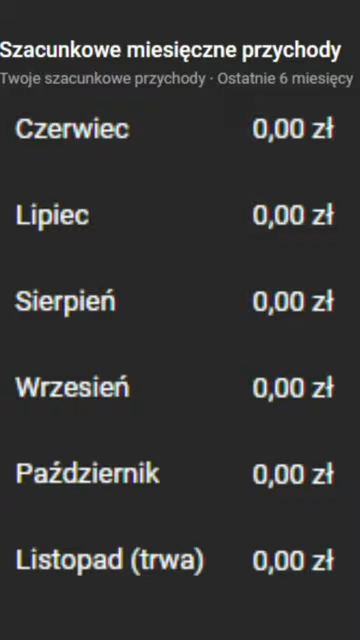 Szacunkowe miesięczne przychody
Twoje szacunkowe przychody · Ostatnie 6 miesięcy
Czerwiec 0,00 zł
Lipiec 0,00 zł
Sierpień 0,00 zł
Wrzesień 0,00 zł
Październik 0,00 zł
Listopad (trwa) 0,00 zł